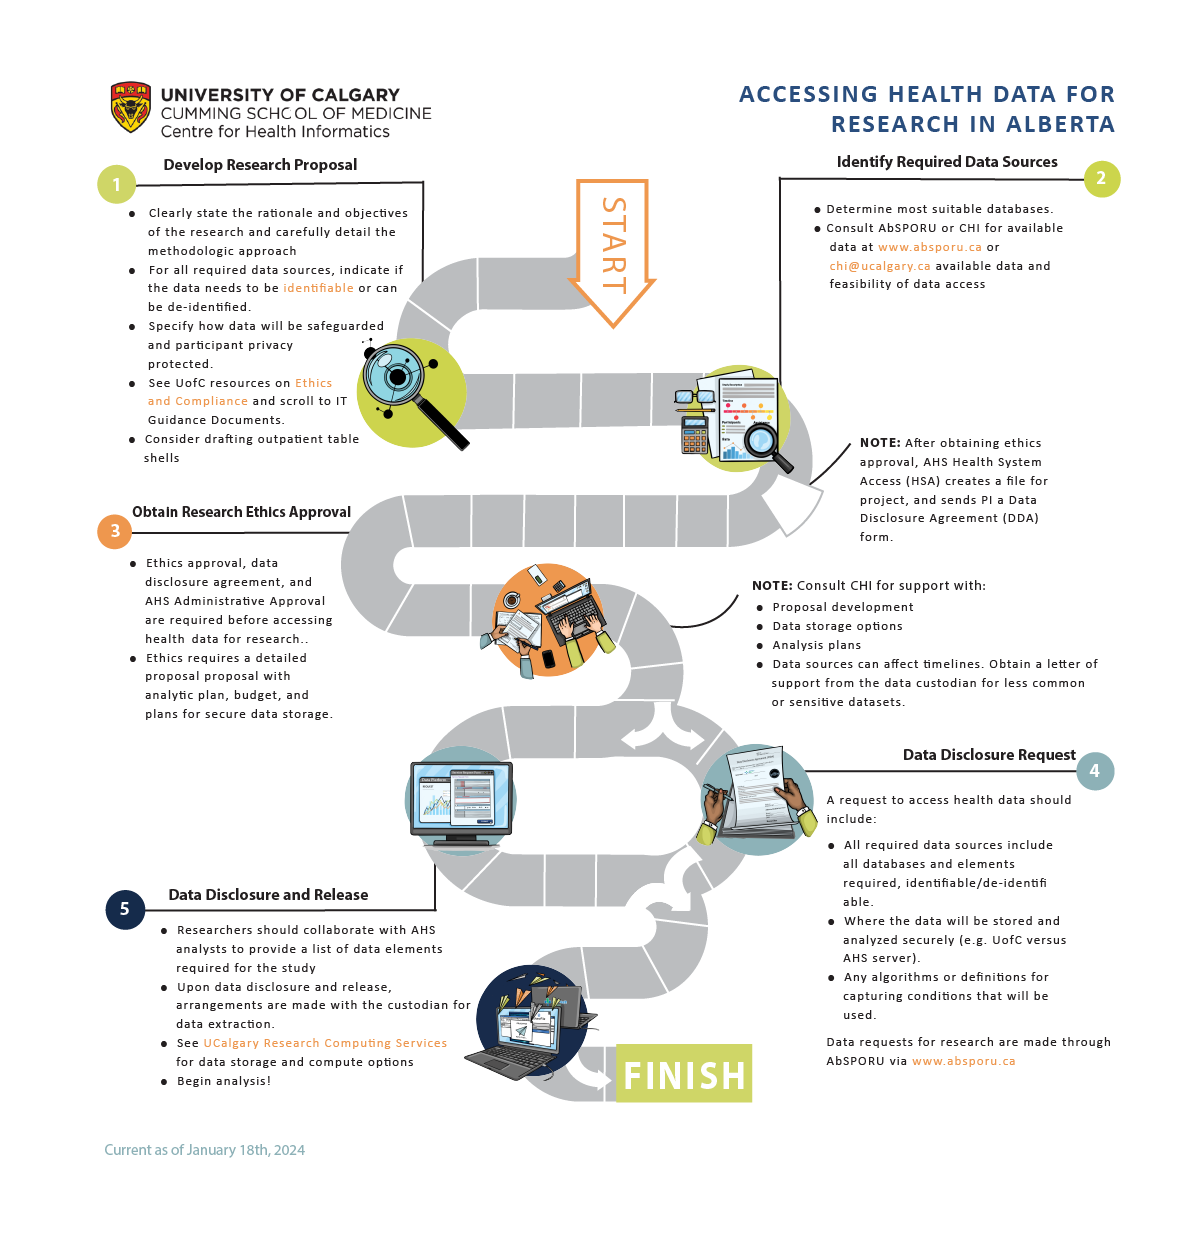 UNIVERSITY OF CALGARY
CUMMING SCHOOL OF MEDICINE
Centre for Health Informatics
ACCESSING HEALTH DATA FOR
RESEARCH IN ALBERTA
START
1
Develop Research Proposal
● Clearly state the rationale and objectives
of the research and carefully detail the
methodologic approach
● For all required data sources, indicate if
the data needs to be identifiable or can
be de-identified.
● Specify how data will be safeguarded
and participant privacy
protected.
● See UofC resources on Ethics
and Compliance and scroll to IT
Guidance Documents.
● Consider drafting outpatient table
shells
Identify Required Data Sources
2
● Determine most suitable databases.
● Consult AbSPORU or CHI for available
data at www.absporu.ca or
chi@ucalgary.ca available data and
feasibility of data access
NOTE: After obtaining ethics
approval, AHS Health System
Access (HSA) creates a file for
project, and sends PI a Data
Disclosure Agreement (DDA)
form.
3
Obtain Research Ethics Approval
● Ethics approval, data
disclosure agreement, and
AHS Administrative Approval
are required before accessing
health data for research..
● Ethics requires a detailed
proposal proposal with
analytic plan, budget, and
plans for secure data storage.
NOTE: Consult CHI for support with:
● Proposal development
● Data storage options
● Analysis plans
● Data sources can affect timelines. Obtain a letter of
support from the data custodian for less common
or sensitive datasets.
Data Disclosure Request
4
A request to access health data should
include:
● All required data sources include
all databases and elements
required, identifiable/de-identifi
able.
● Where the data will be stored and
analyzed securely (e.g. UofC versus
AHS server).
● Any algorithms or definitions for
capturing conditions that will be
used.
Data requests for research are made through
AbSPORU via www.absporu.ca
5
Data Disclosure and Release
● Researchers should collaborate with AHS
analysts to provide a list of data elements
required for the study
● Upon data disclosure and release,
arrangements are made with the custodian for
data extraction.
● See UCalgary Research Computing Services
for data storage and compute options
● Begin analysis!
FINISH
Current as of January 18th, 2024